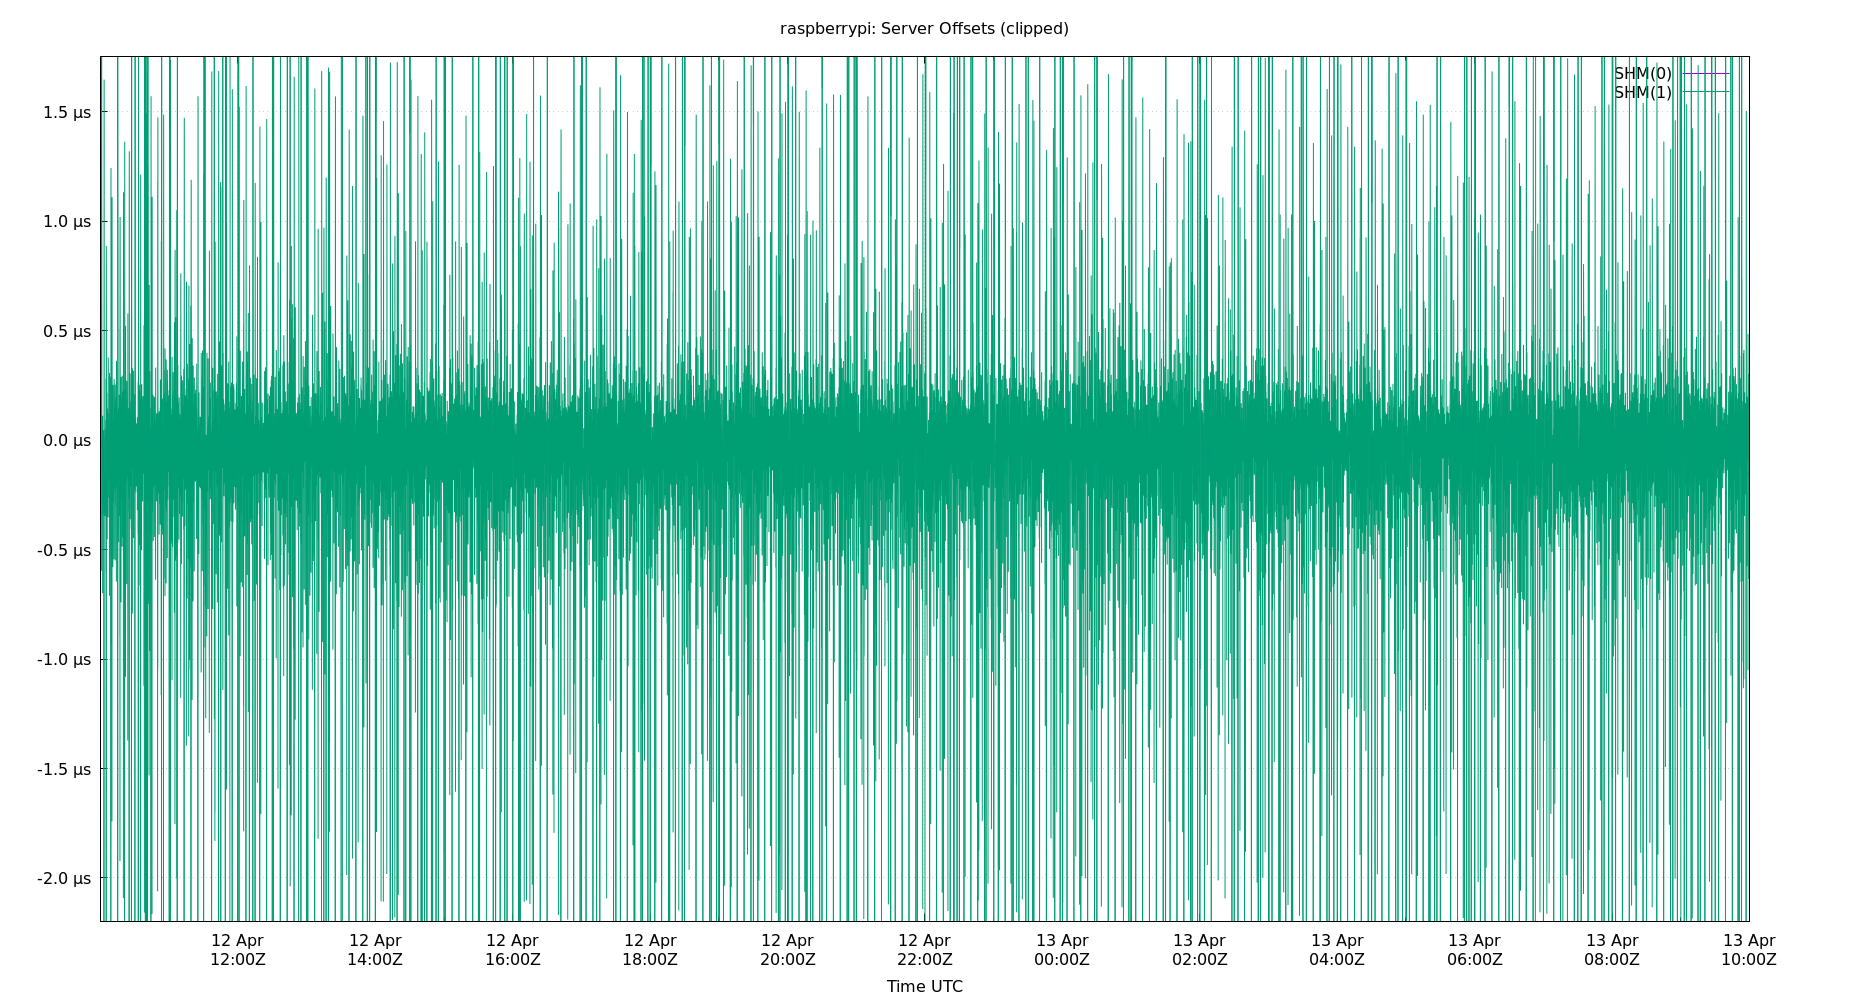 raspberrypi: Server Offsets (clipped)
SHM(0)
SHM(1)
1.5 µs
1.0 µs
0.5 µs
0.0 µs
-0.5 µs
-1.0 µs
-1.5 µs
-2.0 µs
12 Apr 12 Apr 12 Apr 12 Apr 12 Apr 12 Apr 13 Apr 13 Apr 13 Apr 13 Apr 13 Apr 13 Apr
12:00Z 14:00Z 16:00Z 18:00Z 20:00Z 22:00Z 00:00Z 02:00Z 04:00Z 06:00Z 08:00Z 10:00Z
Time UTC